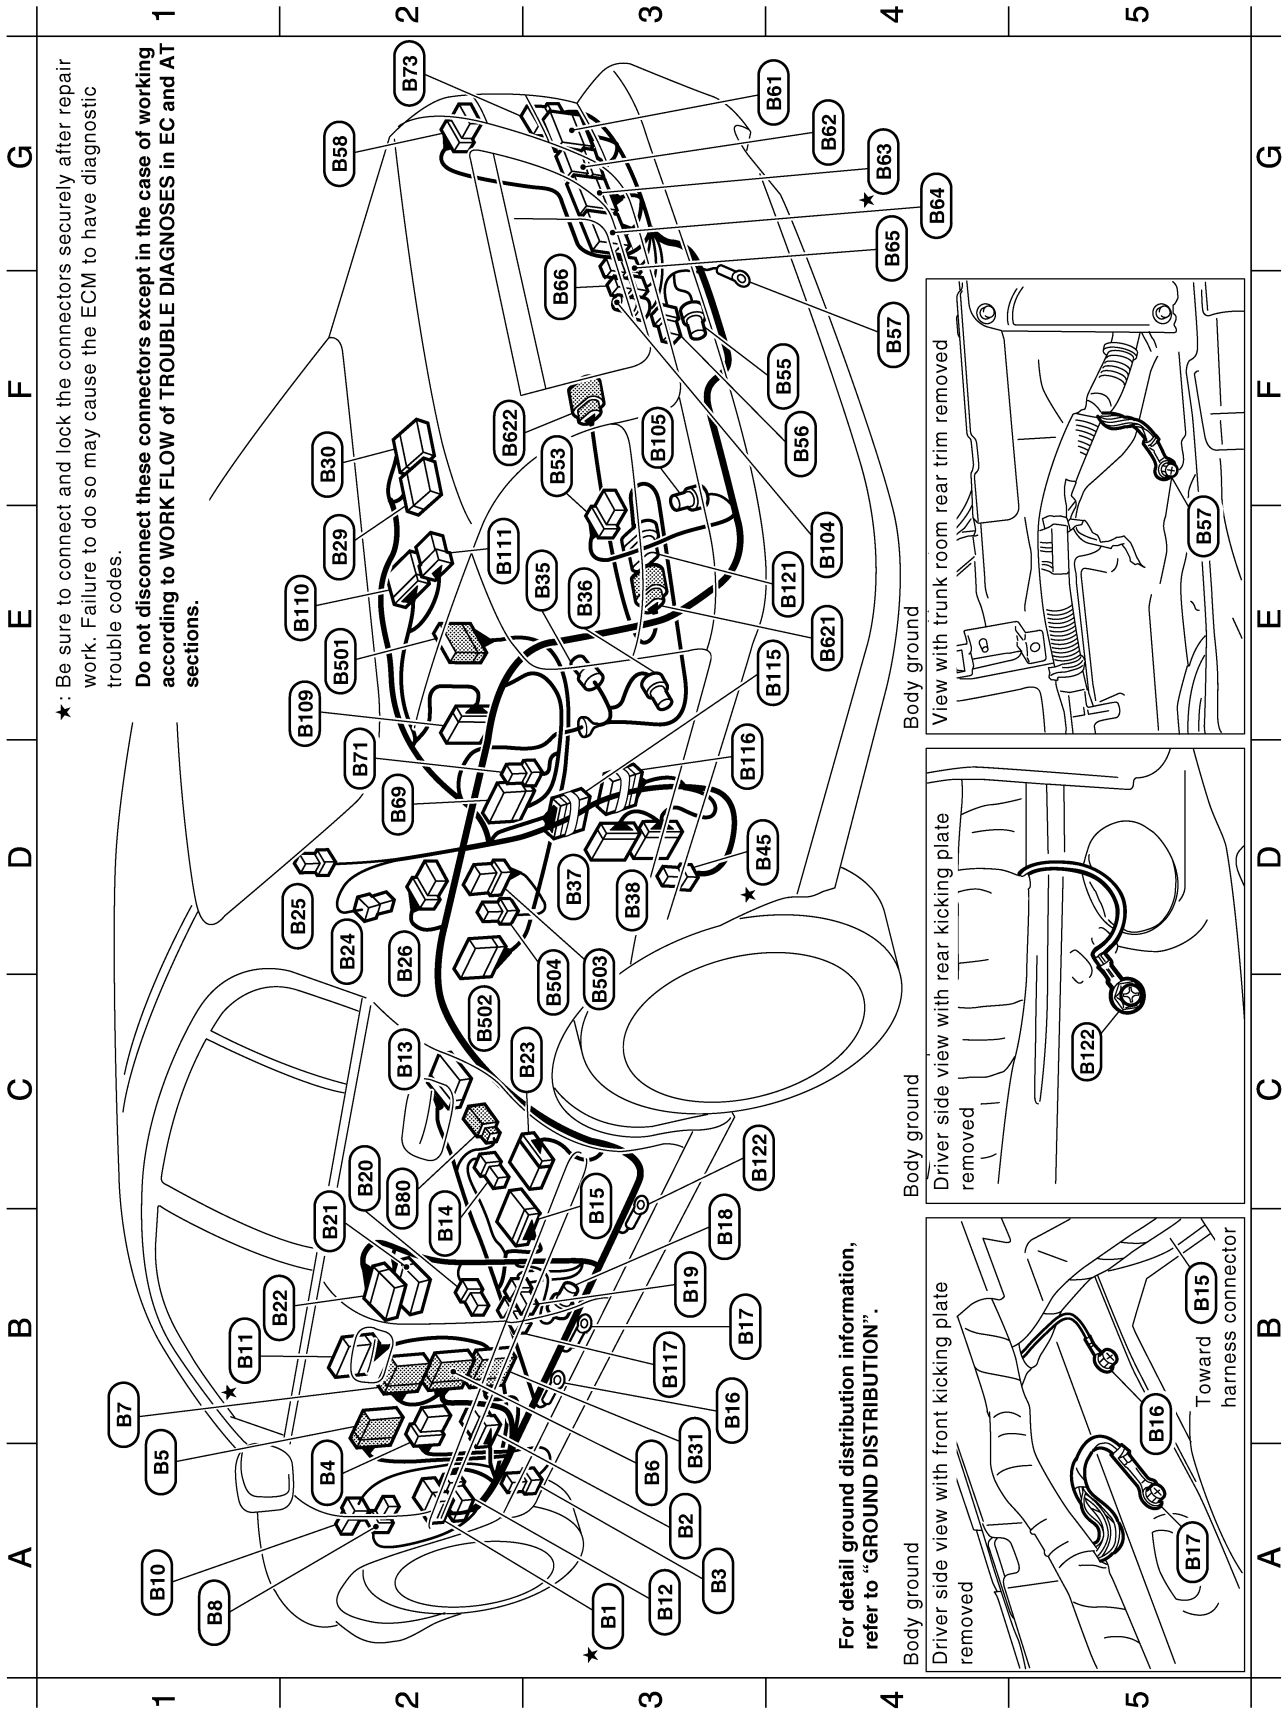 A B C D E F G
1
2
3
4
5
★: Be sure to connect and lock the connectors securely after repair
work. Failure to do so may cause the ECM to have diagnostic
trouble codes.
Do not disconnect these connectors except in the case of working
according to WORK FLOW of TROUBLE DIAGNOSES in EC and AT
sections.
B10
B8
B5
B7
★
B11
B22
B21
B20
B80
B14
B13
B23
B4
B25
B24
B26
B502
B504
B503
B69
B71
B109
B501
B110
B29
B30
B111
B35
B36
B53
B622
B105
B58
B73
B66
B61
B62
★ B63
B64
B65
B57
B55
B56
B104
B121
B621
B115
B116
B37
B38
★ B45
B122
B15
B18
B19
B17
B117
B16
B31
B6
B2
B3
B12
★ B1
For detail ground distribution information,
refer to “GROUND DISTRIBUTION”.
Body ground
Driver side view with front kicking plate
removed
B17
B16
B15
Toward
harness connector
Body ground
Driver side view with rear kicking plate
removed
B122
Body ground
View with trunk room rear trim removed
B57
1
2
3
4
5
A B C D E F G